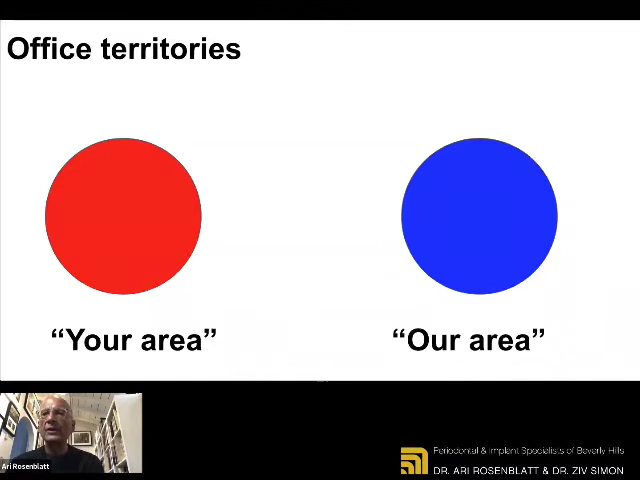 Office territories
“Your area”
“Our area”
Ari Rosenblatt
Periodontal & Implant Specialists of Beverly Hills
DR. ARI ROSENBLATT & DR. ZIV SIMON